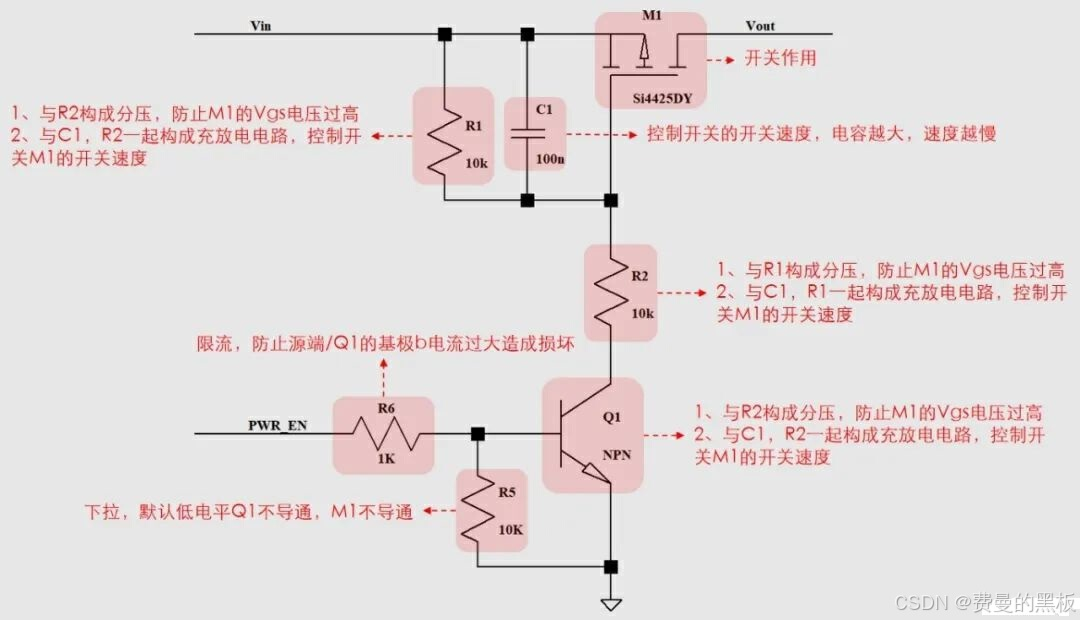 Vin
M1
Vout
开关作用
Si4425DY
1、与R2构成分压，防止M1的Vgs电压过高
2、与C1，R2一起构成充放电电路，控制开
关M1的开关速度
R1
10k
C1
100n
控制开关的开关速度，电容越大，速度越慢
R2
10k
1、与R1构成分压，防止M1的Vgs电压过高
2、与C1，R1一起构成充放电电路，控制开
关M1的开关速度
限流，防止源端/Q1的基极b电流过大造成损坏
R6
PWR_EN
1K
Q1
NPN
1、与R2构成分压，防止M1的Vgs电压过高
2、与C1，R2一起构成充放电电路，控制开
关M1的开关速度
R5
10K
下拉，默认低电平Q1不导通，M1不导通
CSDN @费曼的黑板